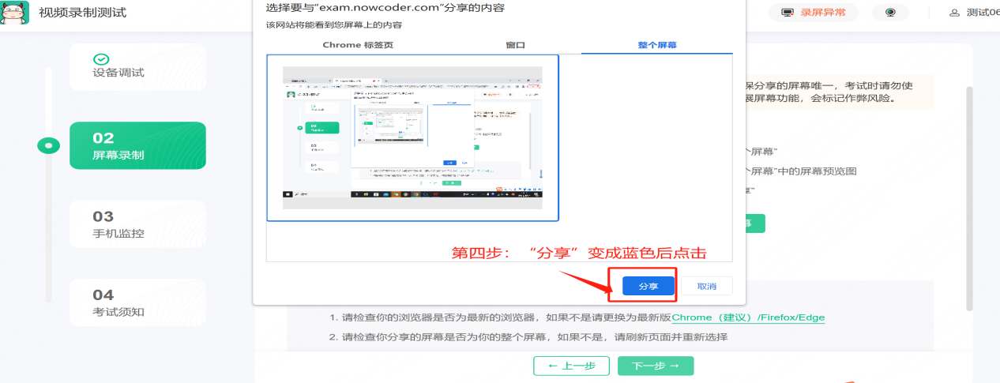 视频录制测试
选择要与"exam.nowcoder.com"分享的内容
该网站将能看到您屏幕上的内容
Chrome 标签页
窗口
整个屏幕
录屏异常
测试06
设备调试
02
屏幕录制
03
手机监控
04
考试须知
保分享的屏幕唯一，考试时请勿使
展屏幕功能，会标记作弊风险。
个屏幕"
个屏幕"中的屏幕预览图
享"
幕
第四步： “分享”变成蓝色后点击
分享
取消
1. 请检查你的浏览器是否为最新的浏览器，如果不是请更换为最新版Chrome（建议）/Firefox/Edge
2. 请检查你分享的屏幕是否为你的整个屏幕，如果不是，请刷新页面并重新选择
← 上一步
下一步 →